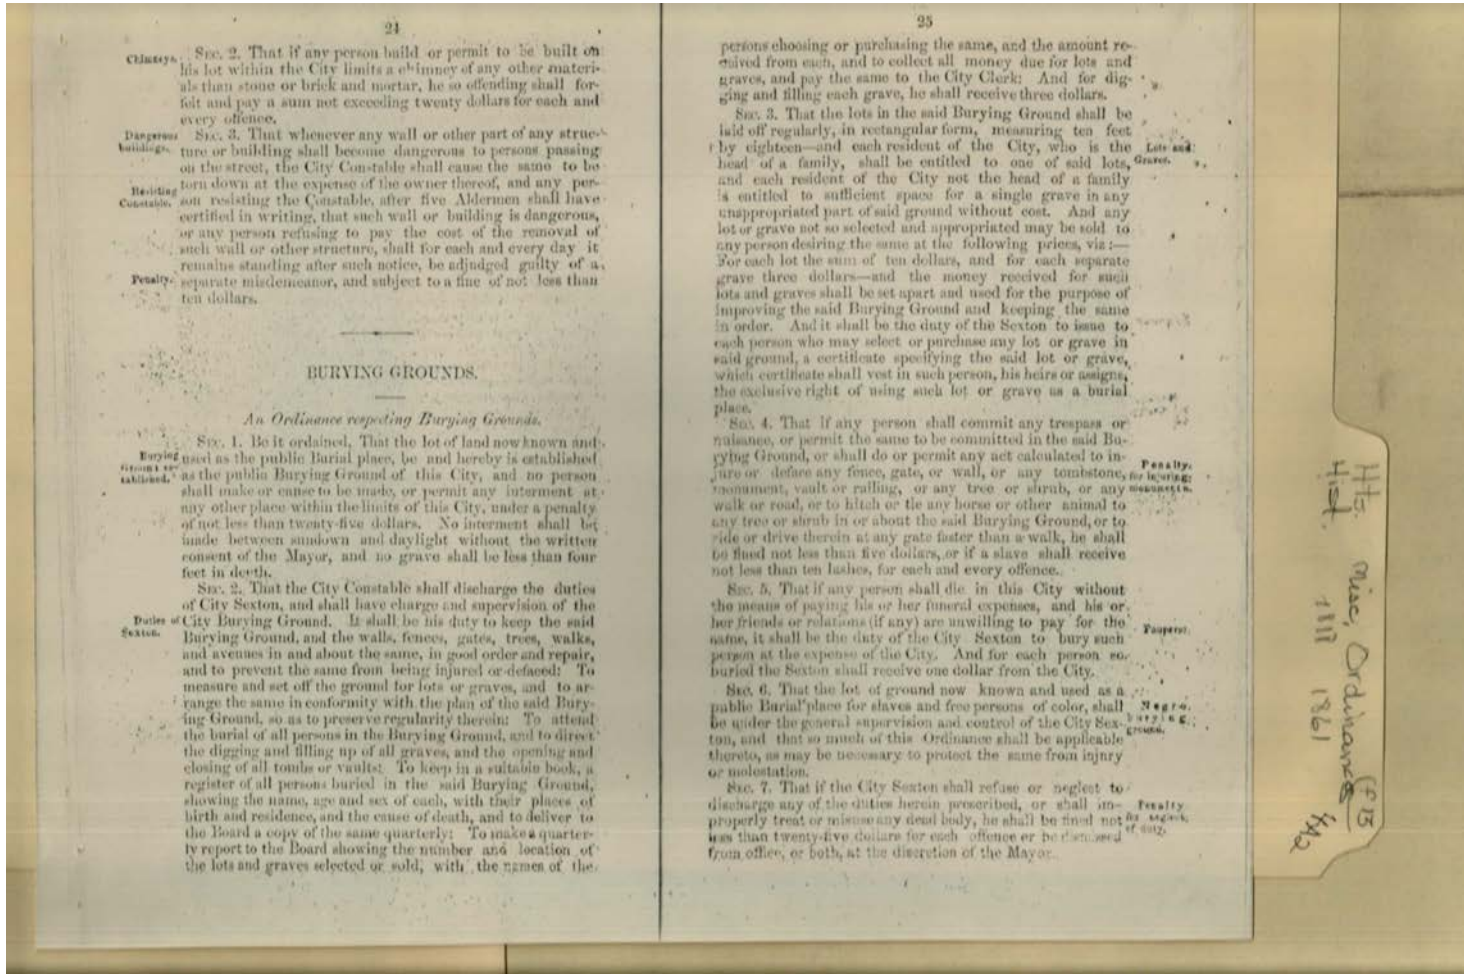 24
Chimneys. Sec. 2. That if any person build or permit to be built on
his lot within the City limits a chimney of any other materi-
als than stone or brick and mortar, he so offending shall for-
feit and pay a sum not exceeding twenty dollars for each and
every offence.
Dangerous buildings. Sec. 3. That whenever any wall or other part of any struc-
ture or building shall become dangerous to persons passing
on the street, the City Constable shall cause the same to be
Resisting Constable. torn down at the expense of the owner thereof, and any per-
son resisting the Constable, after five Aldermen shall have
certified in writing, that such wall or building is dangerous,
or any person refusing to pay the cost of the removal of
such wall or other structure, shall for each and every day it
remains standing after such notice, be adjudged guilty of a
Penalty. separate misdemeanor, and subject to a fine of not less than
ten dollars.
BURYING GROUNDS.
An Ordinance respecting Burying Grounds.
Sec. 1. Be it ordained, That the lot of land now known and
Burying Ground es-tablished. used as the public Burial place, be and hereby is established
as the public Burying Ground of this City, and no person
shall make or cause to be made, or permit any interment at
any other place within the limits of this City, under a penalty
of not less than twenty-five dollars. No interment shall be
made between sundown and daylight without the written
consent of the Mayor, and no grave shall be less than four
feet in depth.
Sec. 2. That the City Constable shall discharge the duties
of City Sexton, and shall have charge and supervision of the
Duties of Sexton. City Burying Ground. It shall be his duty to keep the said
Burying Ground, and the walls, fences, gates, trees, walks,
and avenues in and about the same, in good order and repair,
and to prevent the same from being injured or defaced: To
measure and set off the ground for lots or graves, and to ar-
range the same in conformity with the plan of the said Bury-
ing Ground, so as to preserve regularity therein: To attend
the burial of all persons in the Burying Ground, and to direct
the digging and filling up of all graves, and the opening and
closing of all tombs or vaults: To keep in a suitable book, a
register of all persons buried in the said Burying Ground,
showing the name, age and sex of each, with their places of
birth and residence, and the cause of death, and to deliver to
the Board a copy of the same quarterly: To make a quarter-
ly report to the Board showing the number and location of
the lots and graves selected or sold, with the names of the
25
persons choosing or purchasing the same, and the amount re-
ceived from each, and to collect all money due for lots and
graves, and pay the same to the City Clerk: And for dig-
ging and filling each grave, he shall receive three dollars.
Sec. 3. That the lots in the said Burying Ground shall be
laid off regularly, in rectangular form, measuring ten feet
by eighteen—and each resident of the City, who is the Lots and
head of a family, shall be entitled to one of said lots, Graves.
and each resident of the City not the head of a family
is entitled to sufficient space for a single grave in any
unappropriated part of said ground without cost. And any
lot or grave not so selected and appropriated may be sold to
any person desiring the same at the following prices, viz:—
For each lot the sum of ten dollars, and for each separate
grave three dollars—and the money received for such
lots and graves shall be set apart and used for the purpose of
improving the said Burying Ground and keeping the same
in order. And it shall be the duty of the Sexton to issue to
each person who may select or purchase any lot or grave in
said ground, a certificate specifying the said lot or grave,
which certificate shall vest in such person, his heirs or assigns,
the exclusive right of using such lot or grave as a burial
place.
Sec. 4. That if any person shall commit any trespass or
nuisance, or permit the same to be committed in the said Bu-
rying Ground, or shall do or permit any act calculated to in- Penalty.
jure or deface any fence, gate, or wall, or any tombstone, for injuring
monument, vault or railing, or any tree or shrub, or any monuments.
walk or road, or to hitch or tie any horse or other animal to
any tree or shrub in or about the said Burying Ground, or to
ride or drive therein at any gate faster than a walk, he shall
be fined not less than five dollars, or if a slave shall receive
not less than ten lashes, for each and every offence.
Sec. 5. That if any person shall die in this City without
the means of paying his or her funeral expenses, and his or
her friends or relations (if any) are unwilling to pay for the
same, it shall be the duty of the City Sexton to bury such Paupers.
person at the expense of the City. And for each person so
buried the Sexton shall receive one dollar from the City.
Sec. 6. That the lot of ground now known and used as a
public Burial place for slaves and free persons of color, shall Negro
be under the general supervision and control of the City Sex- burying
ton, and that so much of this Ordinance shall be applicable ground.
thereto, as may be necessary to protect the same from injury
or molestation.
Sec. 7. That if the City Sexton shall refuse or neglect to
discharge any of the duties herein prescribed, or shall im- Penalty
properly treat or misuse any dead body, he shall be fined not for neglect
less than twenty-five dollars for each offence or be dismissed of duty.
from office, or both, at the discretion of the Mayor.
Hist. Misc. Ordinances
1861